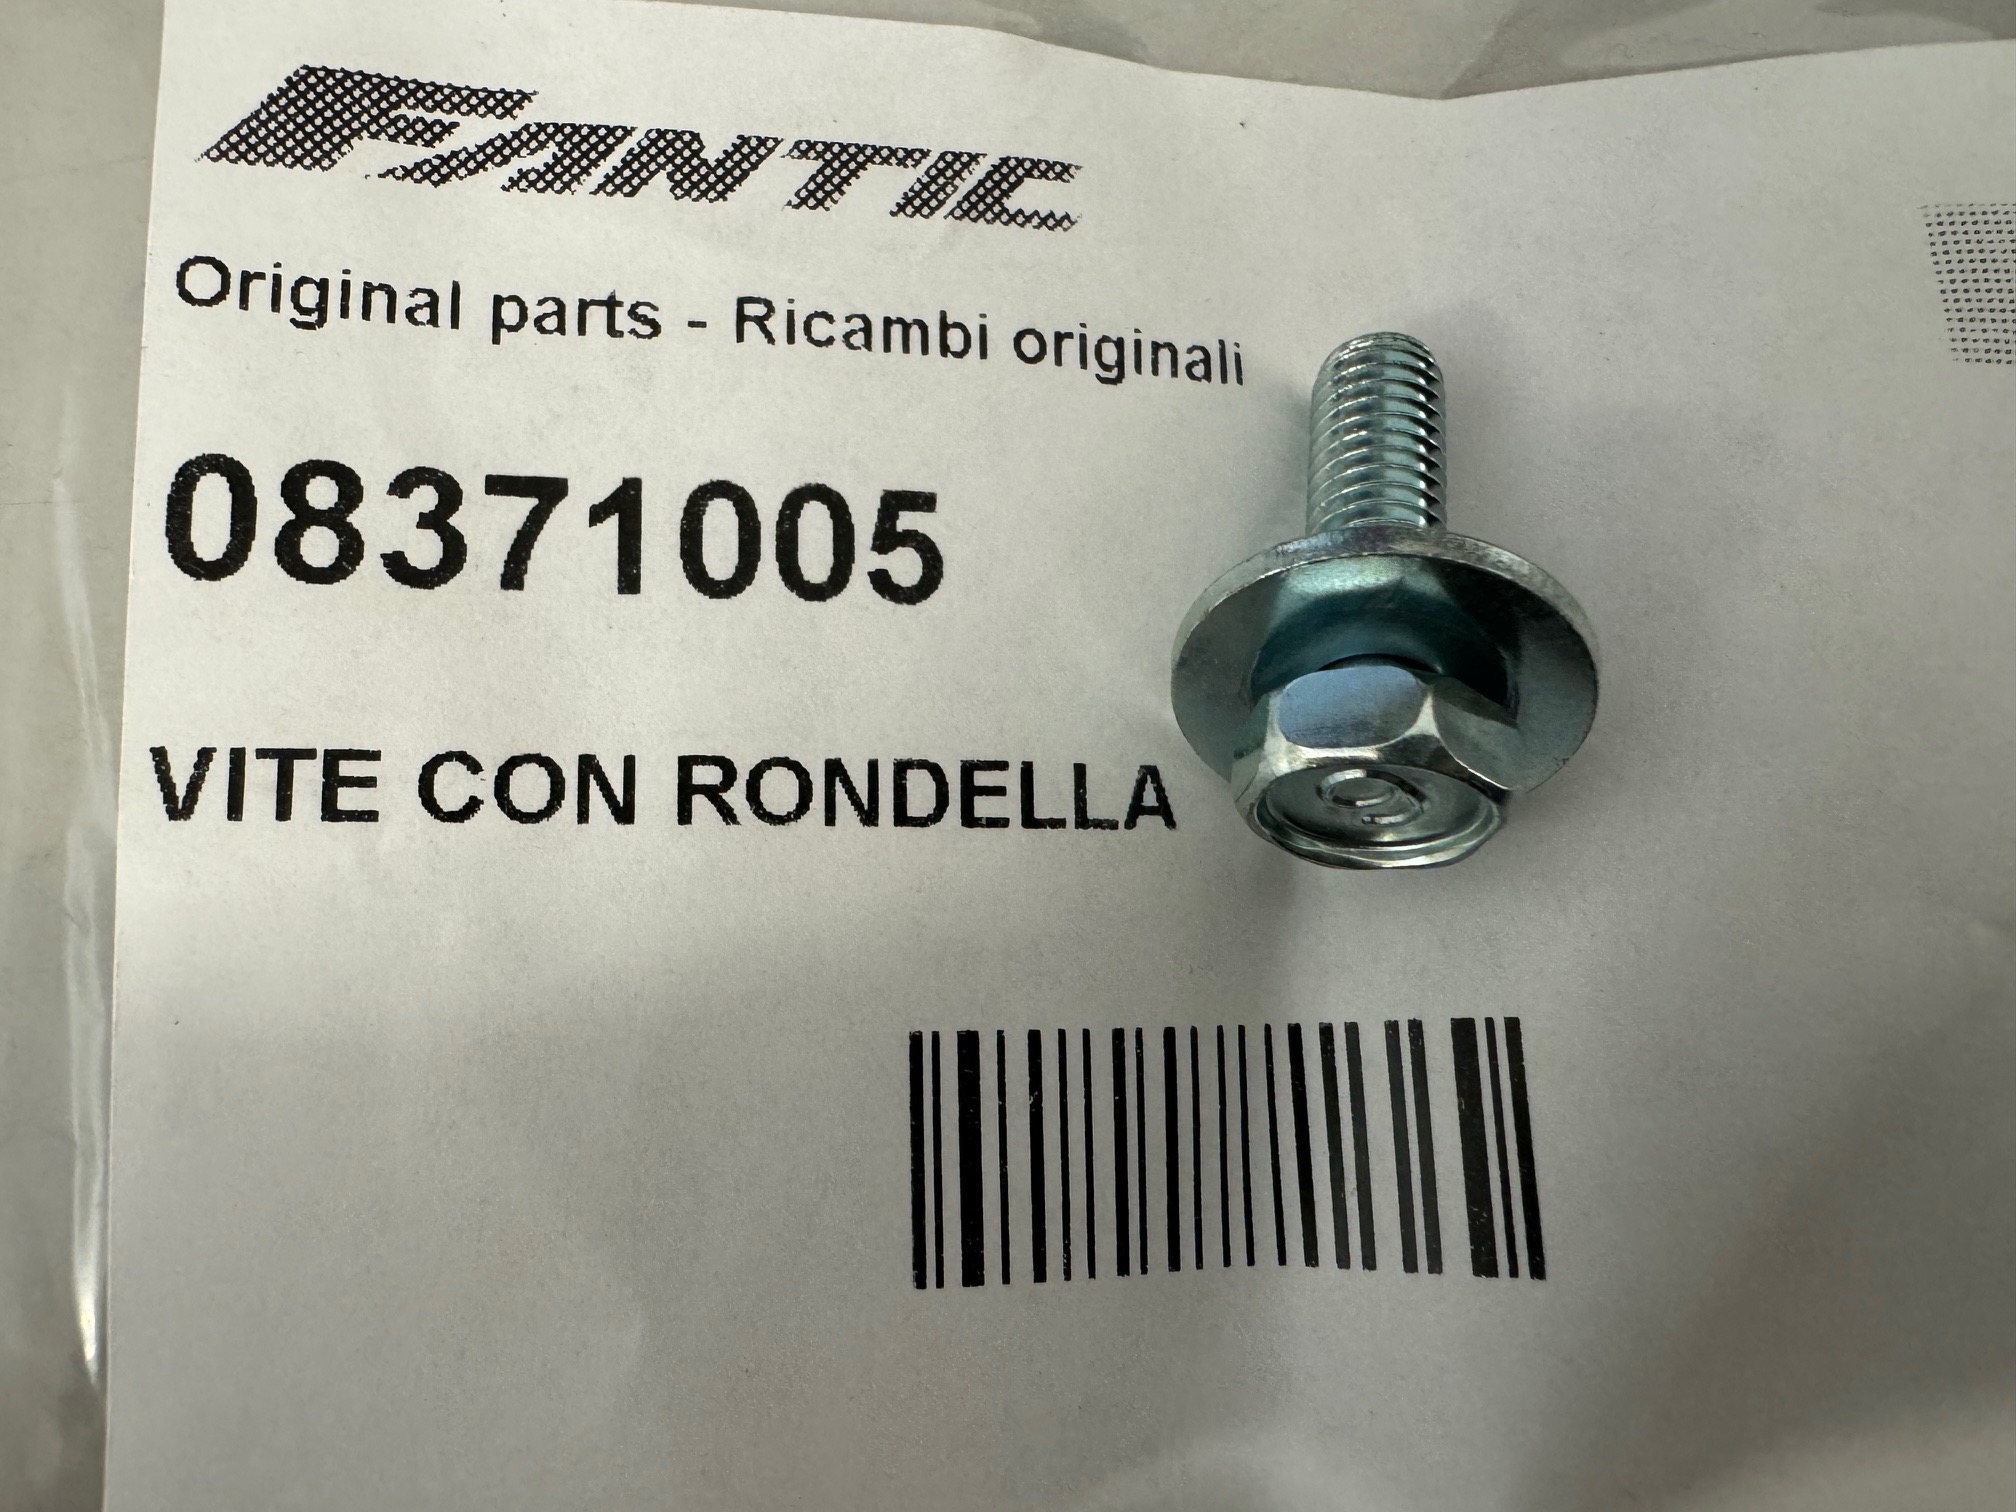 FANTIC
Original parts - Ricambi originali
08371005
VITE CON RONDELLA